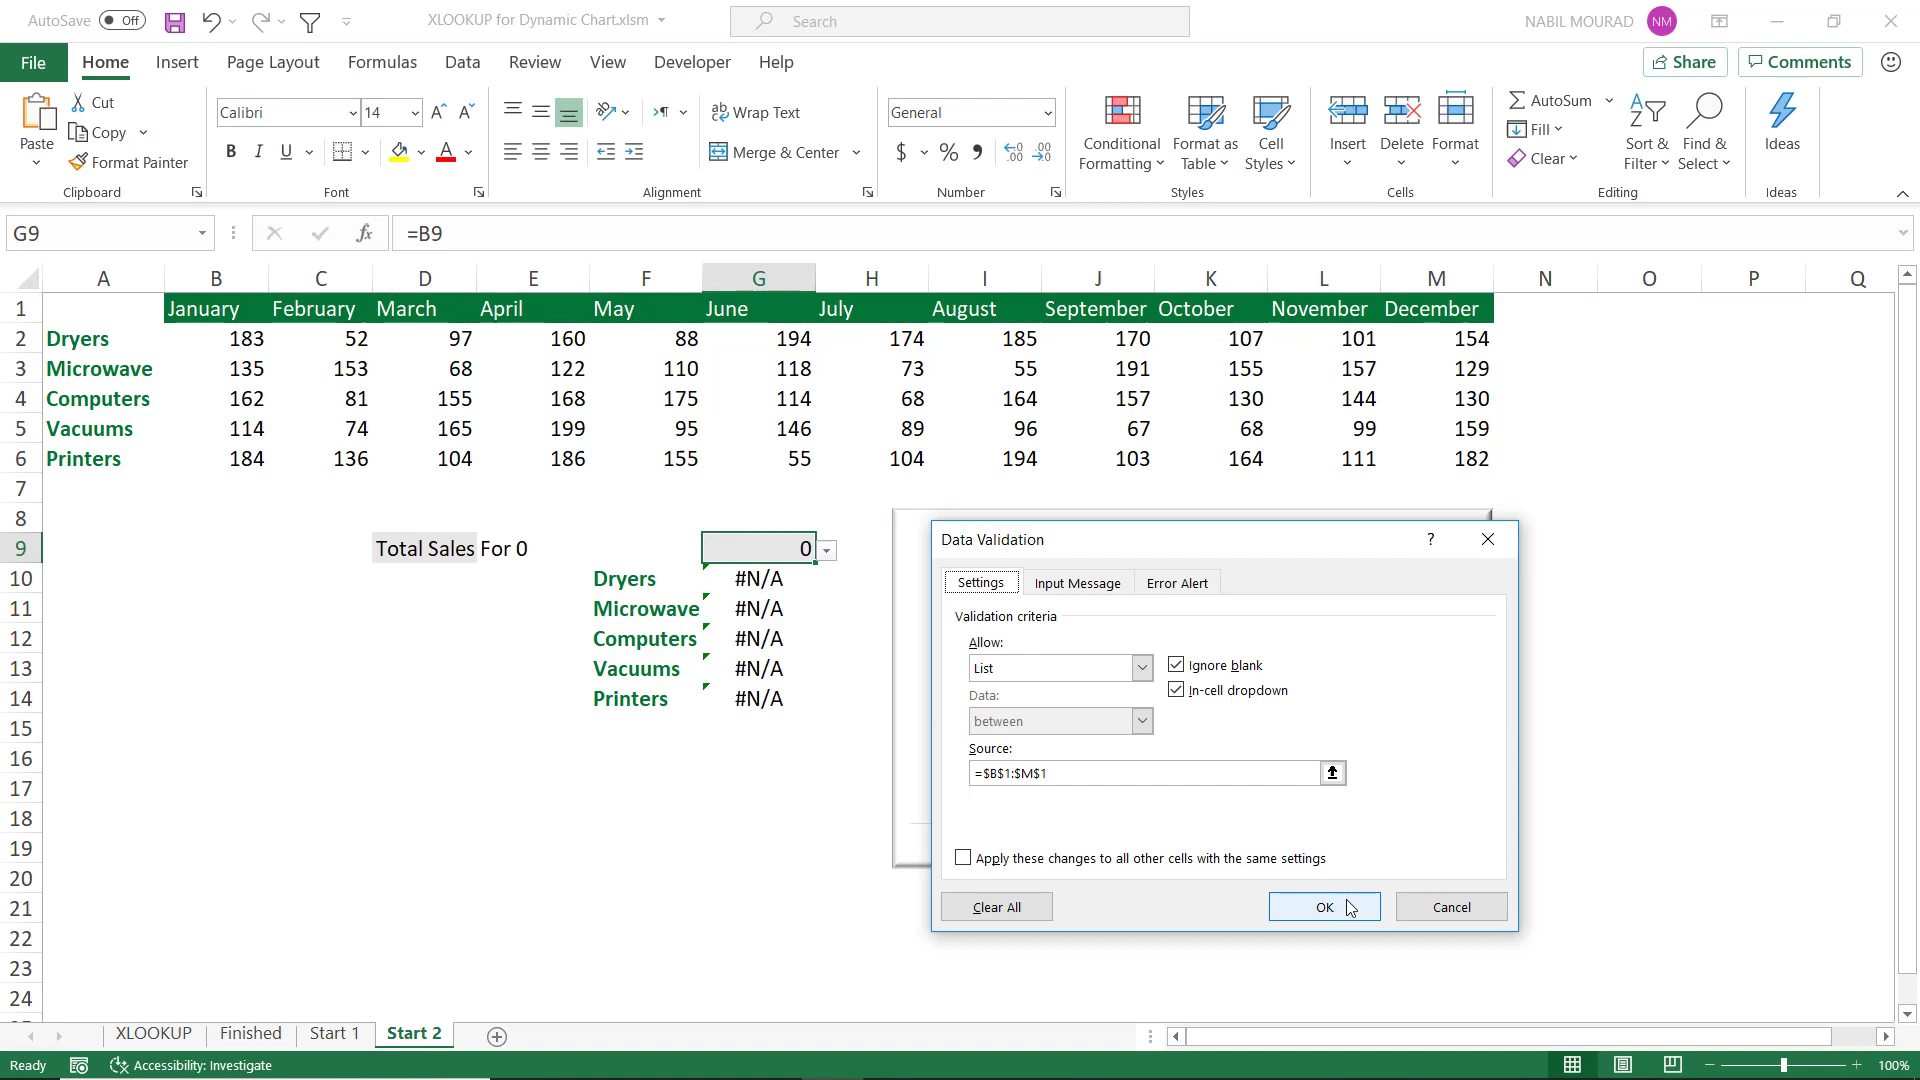 AutoSave Off
XLOOKUP for Dynamic Chart.xlsm
Search
NABIL MOURAD NM
File Home Insert Page Layout Formulas Data Review View Developer Help
Share Comments
Paste
Cut
Copy
Format Painter
Clipboard
Calibri 14
B I U A
Font
ab Wrap Text
Merge & Center
Alignment
General
$ % ,
Number
Conditional Formatting
Format as Table
Cell Styles
Styles
Insert Delete Format
Cells
AutoSum
Fill
Clear
Sort & Filter
Find & Select
Editing
Ideas
Ideas
G9 fx =B9
A B C D E F G H I J K L M N O P Q
1 January February March April May June July August September October November December
2 Dryers 183 52 97 160 88 194 174 185 170 107 101 154
3 Microwave 135 153 68 122 110 118 73 55 191 155 157 129
4 Computers 162 81 155 168 175 114 68 164 157 130 144 130
5 Vacuums 114 74 165 199 95 146 89 96 67 68 99 159
6 Printers 184 136 104 186 155 55 104 194 103 164 111 182
7
8
9 Total Sales For 0 0
10 Dryers #N/A
11 Microwave #N/A
12 Computers #N/A
13 Vacuums #N/A
14 Printers #N/A
15
16
17
18
19
20
21
22
23
24
Data Validation ?
Settings Input Message Error Alert
Validation criteria
Allow:
List
Ignore blank
In-cell dropdown
Data:
between
Source:
=$B$1:$M$1
Apply these changes to all other cells with the same settings
Clear All OK Cancel
XLOOKUP Finished Start 1 Start 2
Ready Accessibility: Investigate 100%